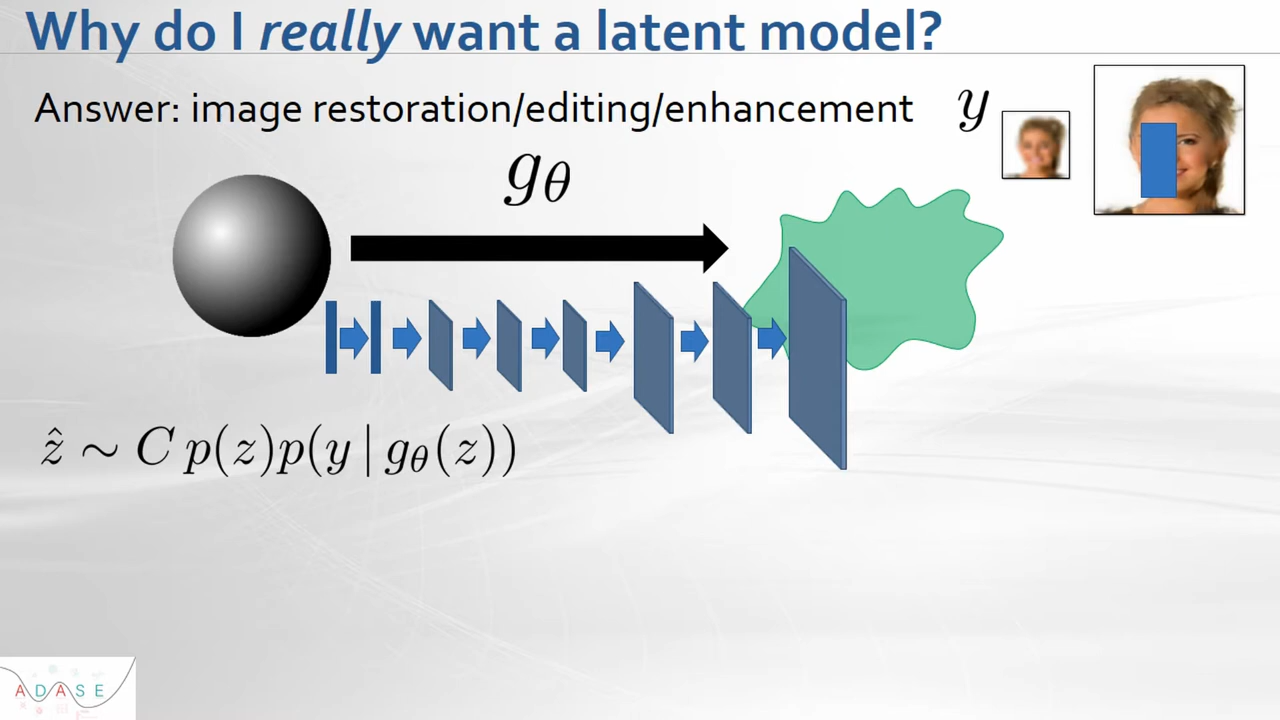 Why do I really want a latent model?
Answer: image restoration/editing/enhancement
y
g_θ
ẑ ∼ C p(z)p(y | g_θ(z))
ADASE